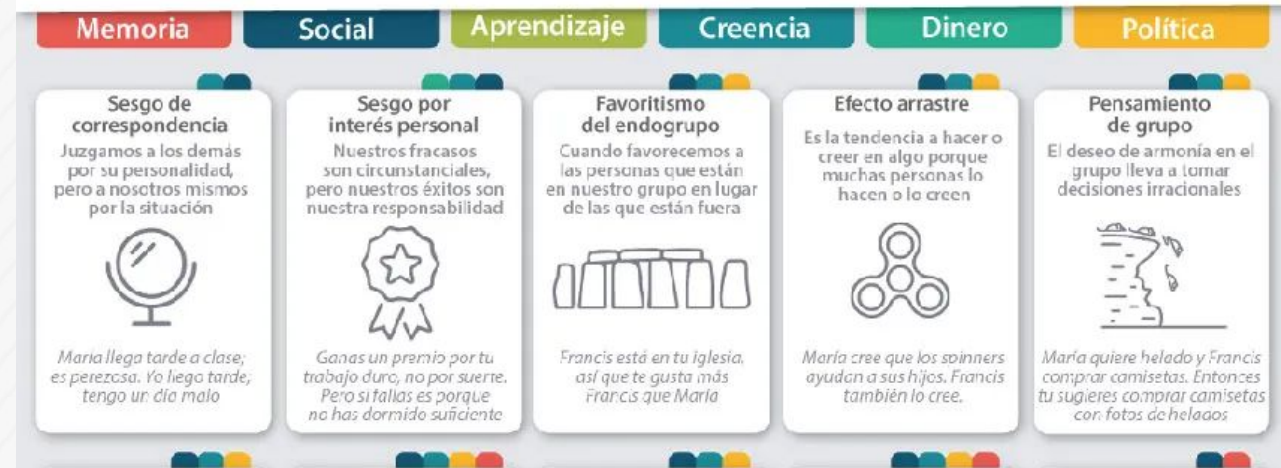 Memoria
Social
Aprendizaje
Creencia
Dinero
Política
Sesgo de
correspondencia
Juzgamos a los demás
por su personalidad,
pero a nosotros mismos
por la situación
María llega tarde a clase;
es perezosa. Yo llego tarde,
tengo un día malo
Sesgo por
interés personal
Nuestros fracasos
son circunstanciales,
pero nuestros éxitos son
nuestra responsabilidad
Ganas un premio por tu
trabajo duro, no por suerte.
Pero si fallas es porque
no has dormido suficiente
Favoritismo
del endogrupo
Cuando favorecemos a
las personas que están
en nuestro grupo en lugar
de las que están fuera
Francis está en tu iglesia,
así que te gusta más
Francis que María
Efecto arrastre
Es la tendencia a hacer o
creer en algo porque
muchas personas lo
hacen o lo creen
María cree que los spinners
ayudan a sus hijos. Francis
también lo cree.
Pensamiento
de grupo
El deseo de armonía en el
grupo lleva a tomar
decisiones irracionales
María quiere helado y Francis
comprar camisetas. Entonces
tu sugieres comprar camisetas
con fotos de helados